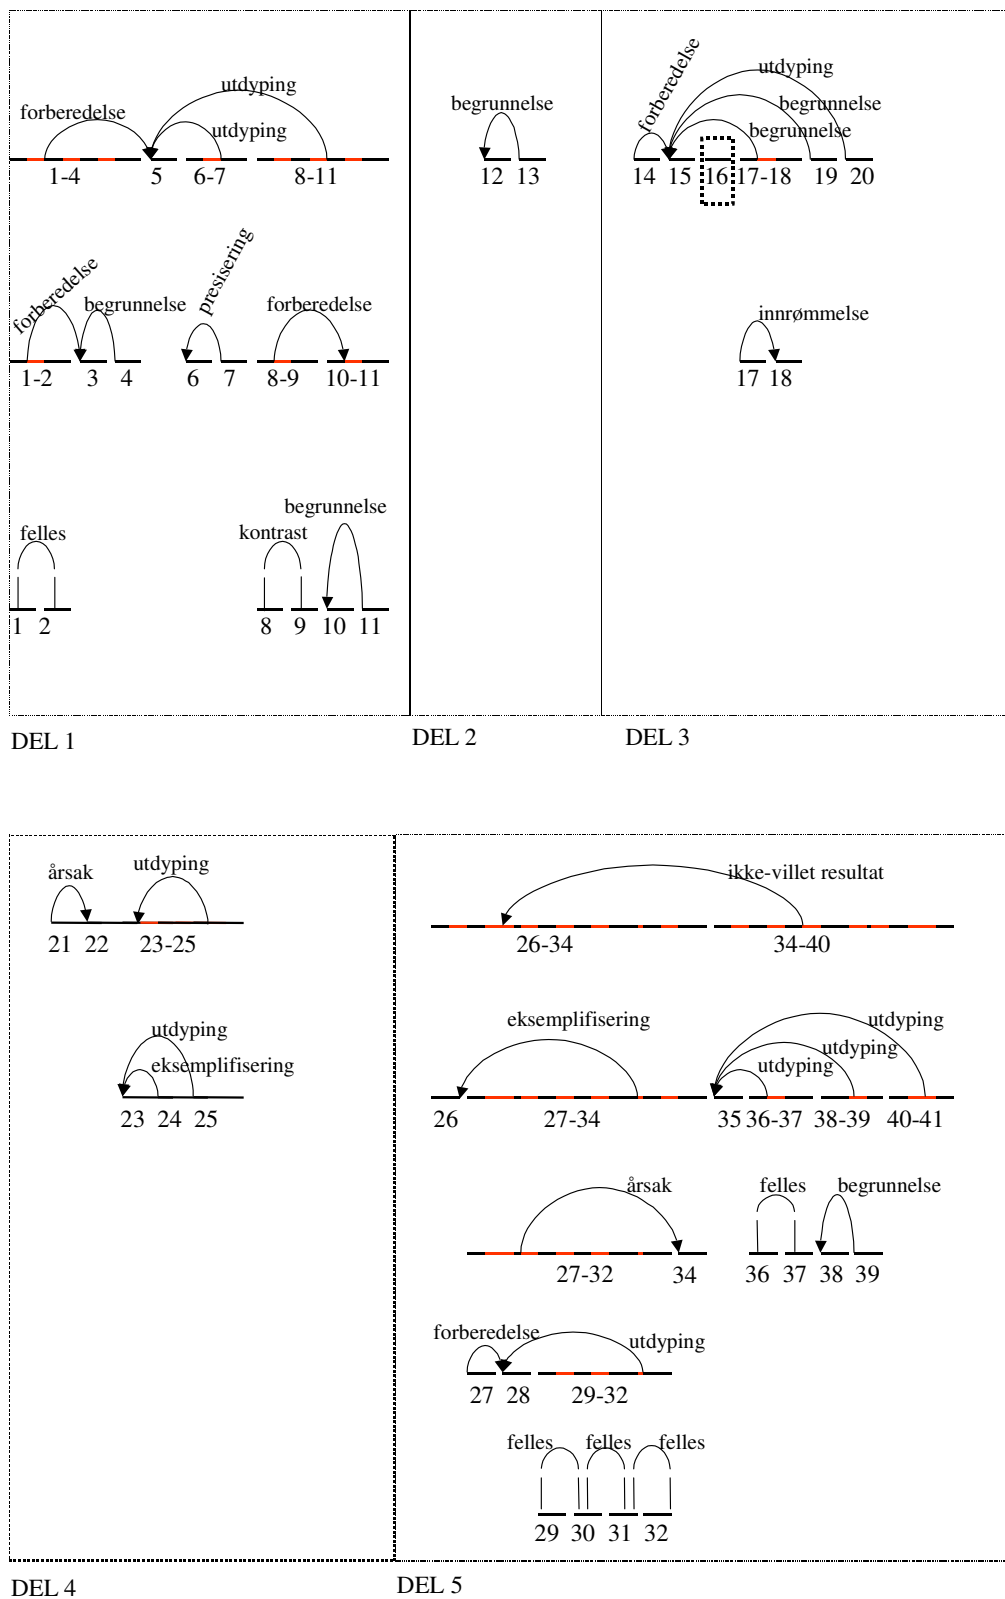 utdyping
forberedelse
utdyping
1-4 5 6-7 8-11
forberedelse begrunnelse presisering forberedelse
1-2 3 4 6 7 8-9 10-11
begrunnelse
felles kontrast
1 2 8 9 10 11
DEL 1
begrunnelse
12 13
DEL 2
forberedelse utdyping
begrunnelse
begrunnelse
14 15 16 17-18 19 20
innrømmelse
17 18
DEL 3
årsak utdyping
21 22 23-25
utdyping
eksemplifisering
23 24 25
DEL 4
ikke-villet resultat
26-34 34-40
eksemplifisering utdyping
utdyping
utdyping
26 27-34 35 36-37 38-39 40-41
årsak felles begrunnelse
27-32 34 36 37 38 39
forberedelse utdyping
27 28 29-32
felles felles felles
29 30 31 32
DEL 5